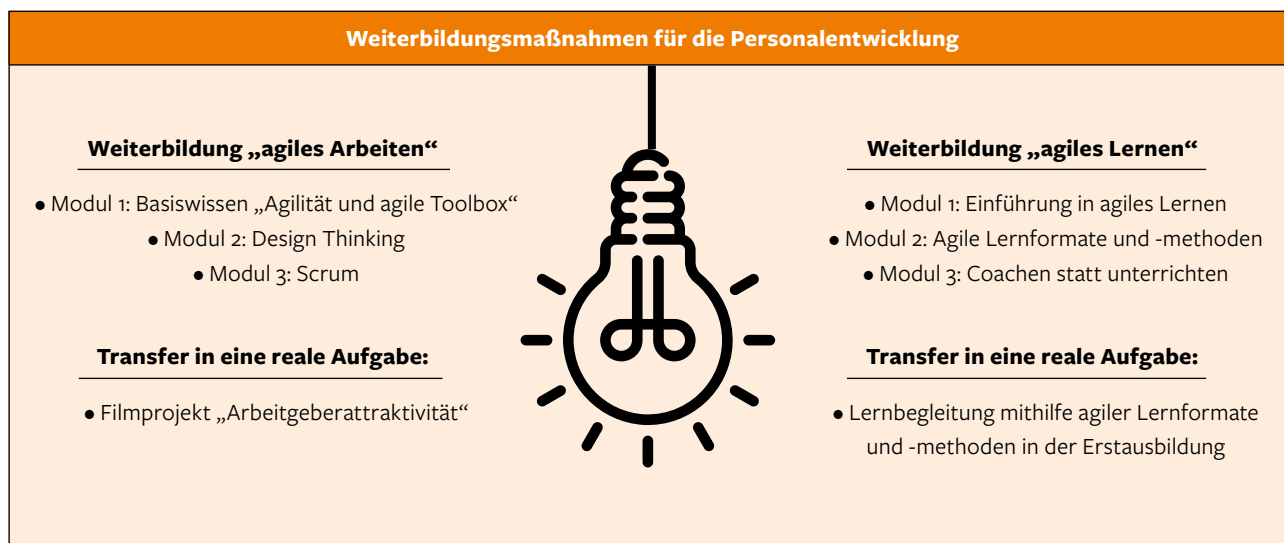 Weiterbildungsmaßnahmen für die Personalentwicklung
Weiterbildung „agiles Arbeiten“
• Modul 1: Basiswissen „Agilität und agile Toolbox“
• Modul 2: Design Thinking
• Modul 3: Scrum
Transfer in eine reale Aufgabe:
• Filmprojekt „Arbeitgeberattraktivität“
Weiterbildung „agiles Lernen“
• Modul 1: Einführung in agiles Lernen
• Modul 2: Agile Lernformate und -methoden
• Modul 3: Coachen statt unterrichten
Transfer in eine reale Aufgabe:
• Lernbegleitung mithilfe agiler Lernformate
und -methoden in der Erstausbildung